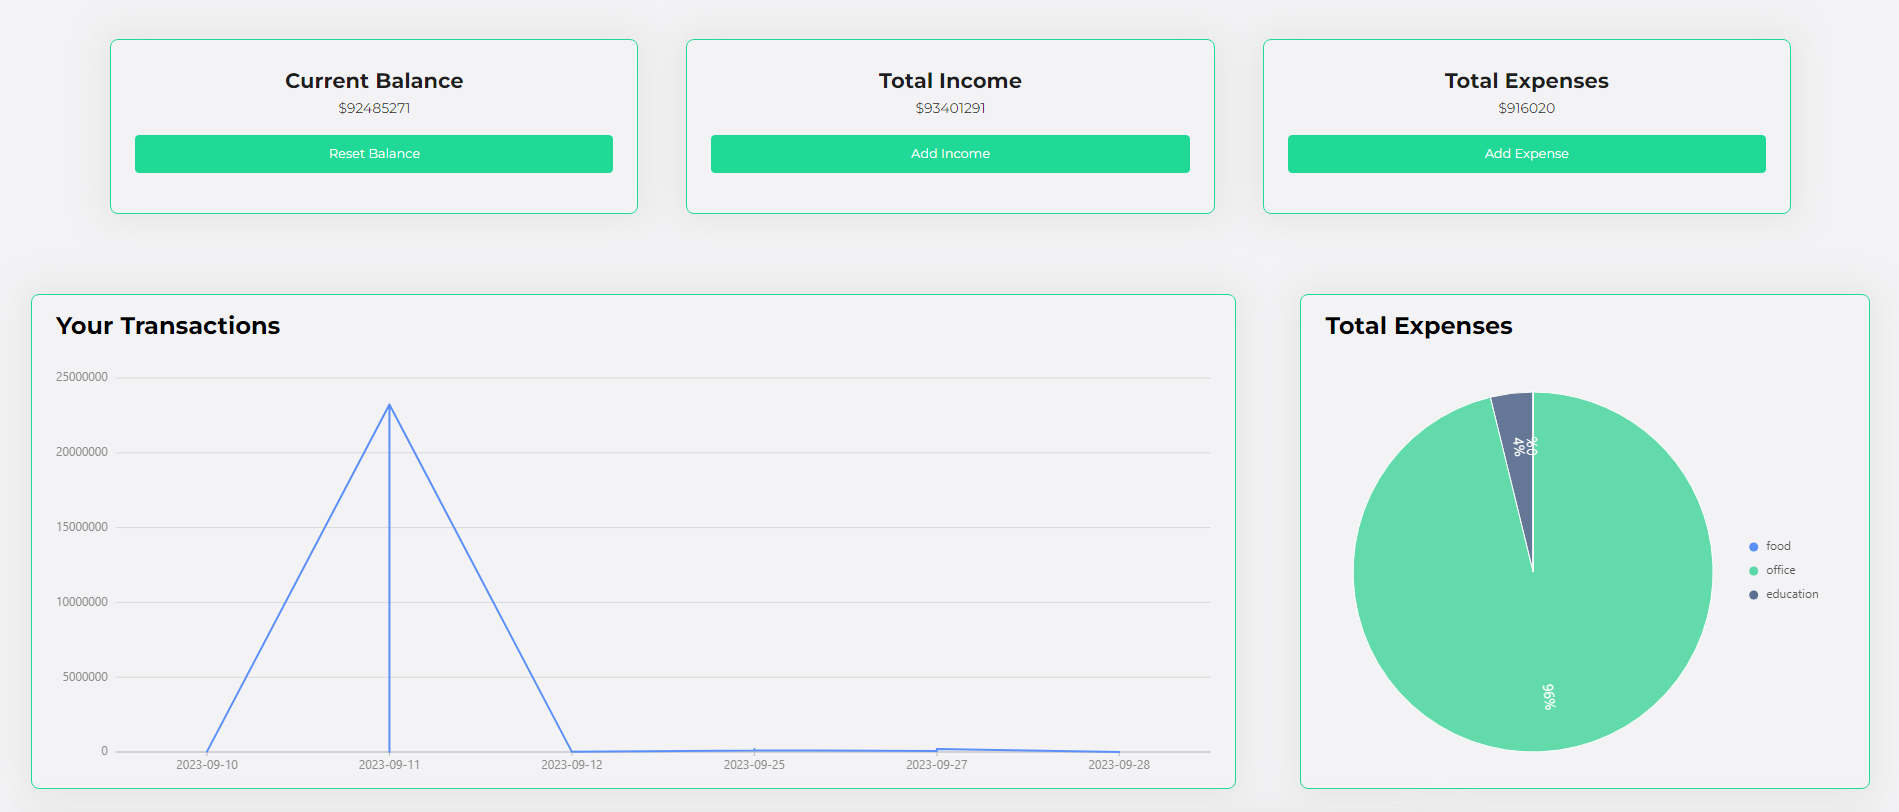 Current Balance
$92485271
Reset Balance
Total Income
$93401291
Add Income
Total Expenses
$916020
Add Expense
Your Transactions
25000000
20000000
15000000
10000000
5000000
0
2023-09-10 2023-09-11 2023-09-12 2023-09-25 2023-09-27 2023-09-28
Total Expenses
4%
0%
96%
food
office
education